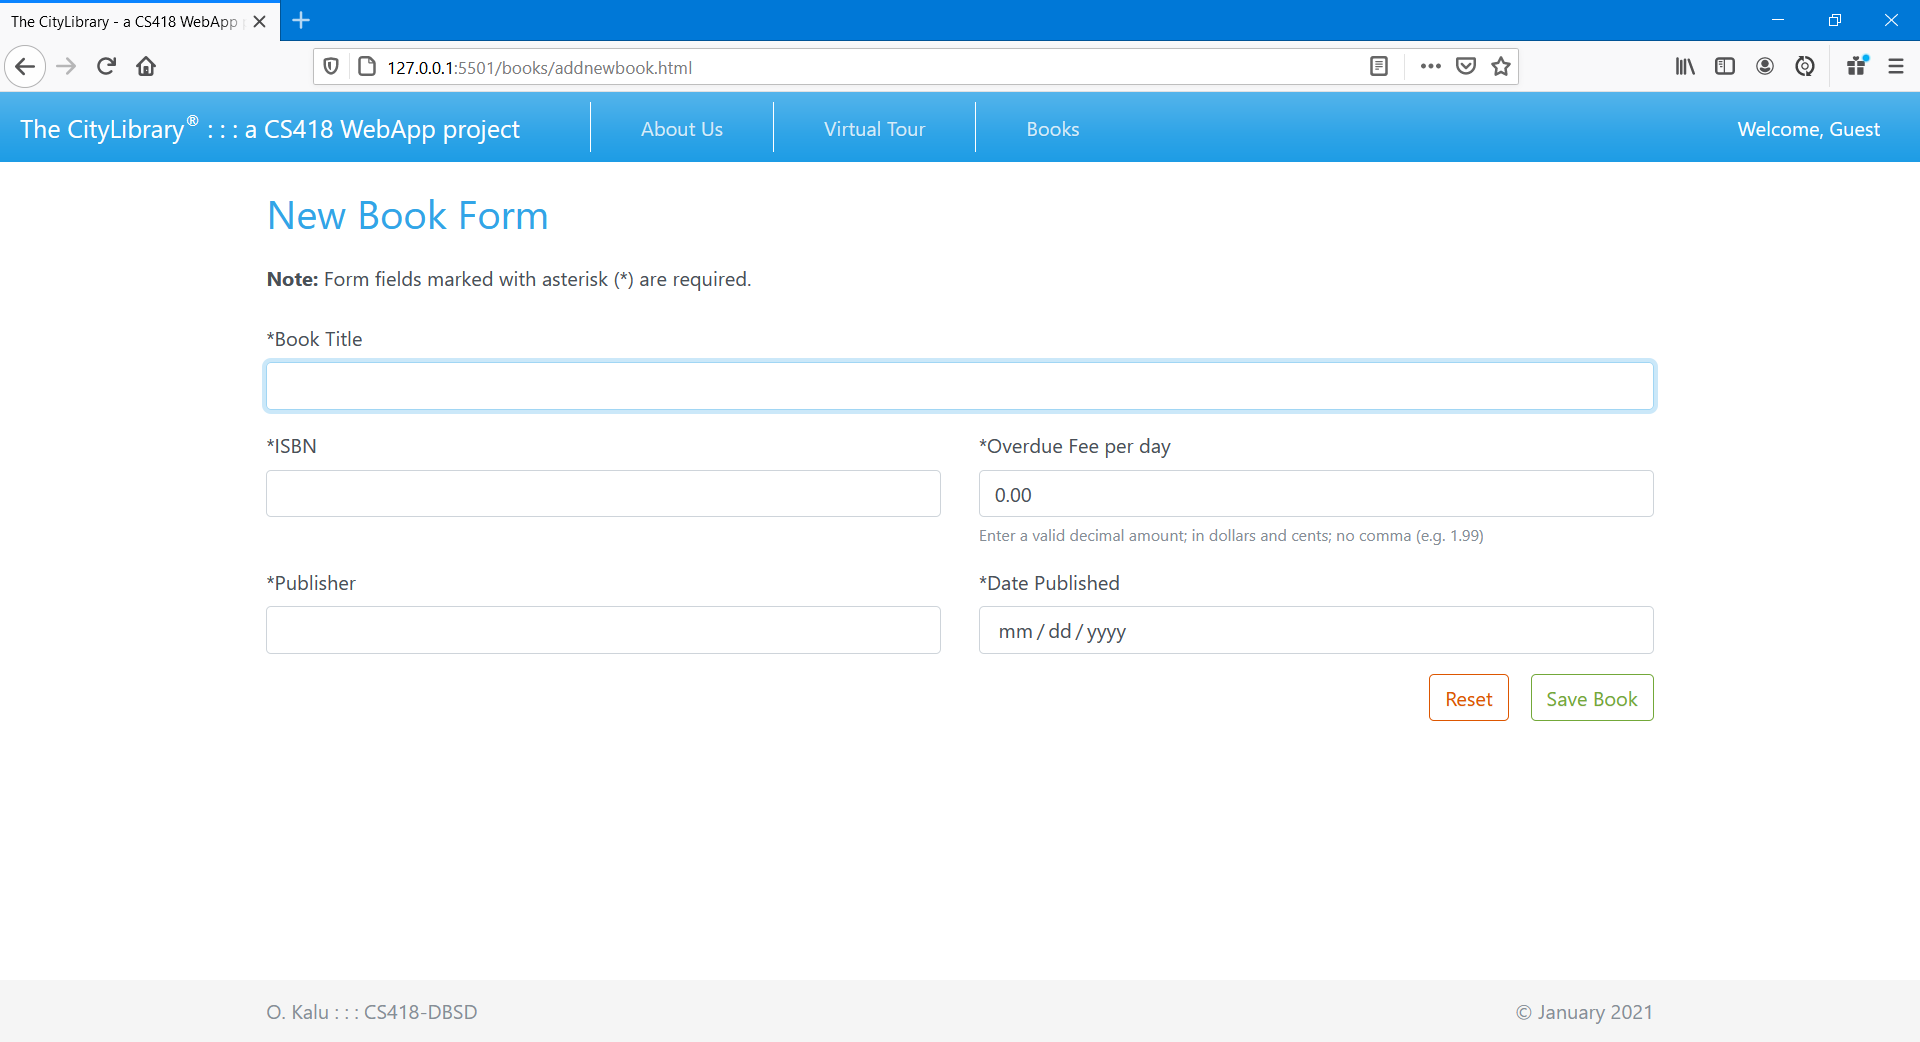 The CityLibrary - a CS418 WebApp
127.0.0.1:5501/books/addnewbook.html
The CityLibrary® : : : a CS418 WebApp project
About Us
Virtual Tour
Books
Welcome, Guest
New Book Form
Note: Form fields marked with asterisk (*) are required.
*Book Title
*ISBN
*Overdue Fee per day
0.00
Enter a valid decimal amount; in dollars and cents; no comma (e.g. 1.99)
*Publisher
*Date Published
mm / dd / yyyy
Reset
Save Book
O. Kalu : : : CS418-DBSD
© January 2021